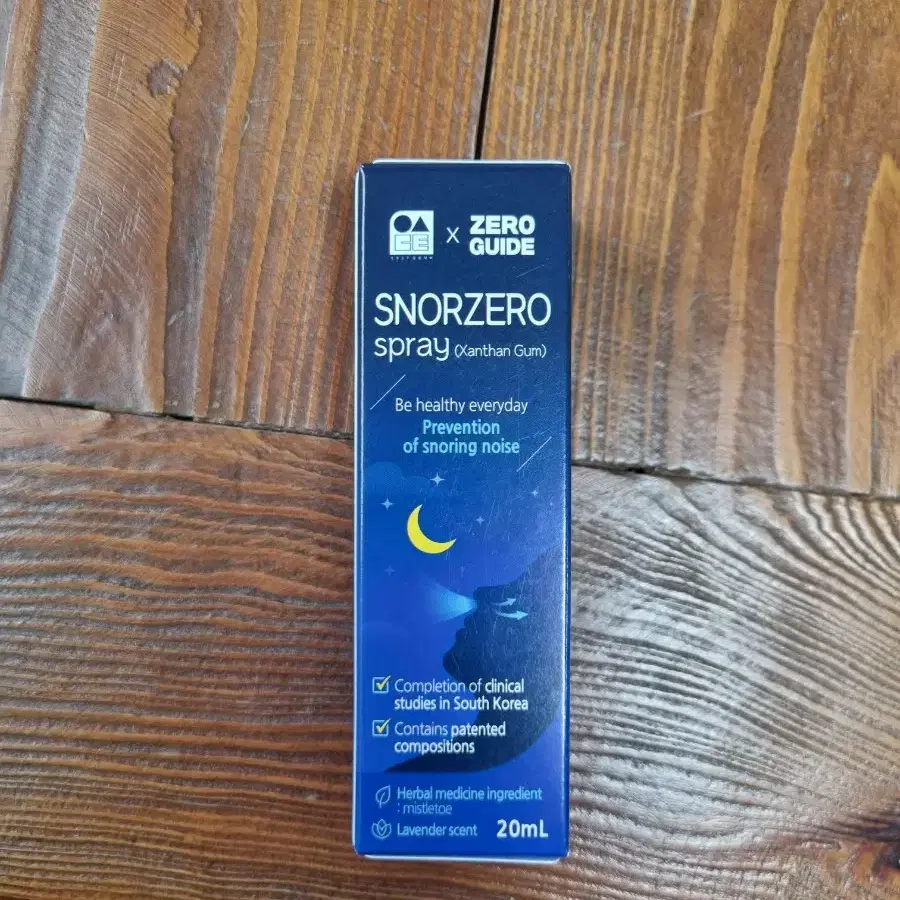 CE x ZERO GUIDE
SNORZERO
spray (Xanthan Gum)
Be healthy everyday
Prevention
of snoring noise
Completion of clinical
studies in South Korea
Contains patented
compositions
Herbal medicine ingredient
: mistletoe
Lavender scent 20mL